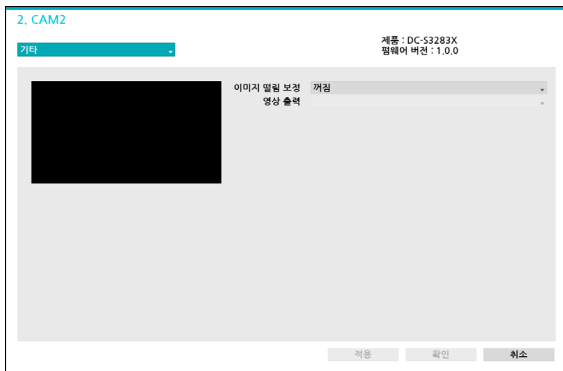 2. CAM2
제품 : DC-S3283X
기타
펌웨어 버전 : 1.0.0
이미지 떨림 보정 꺼짐
영상 출력
적용 확인 취소